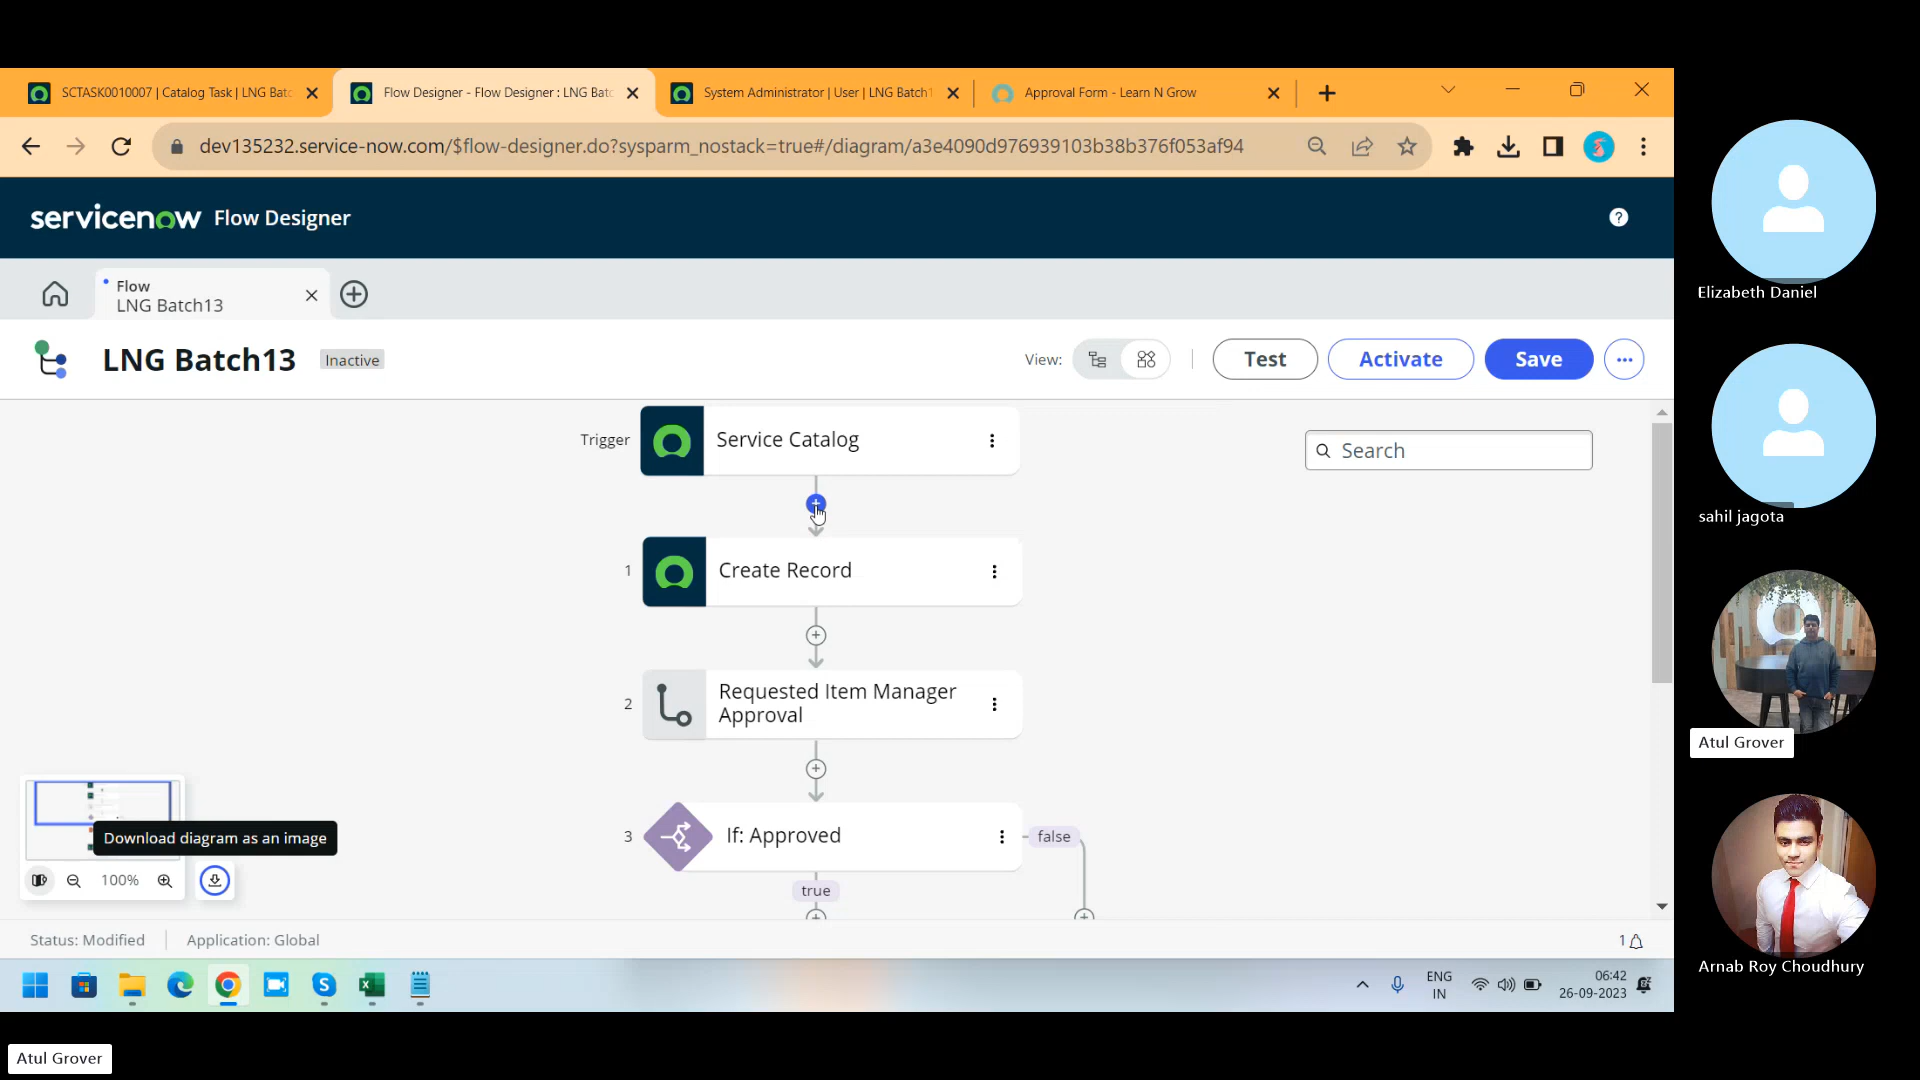 SCTASK0010007 | Catalog Task | LNG Batc
Flow Designer - Flow Designer : LNG Batc
System Administrator | User | LNG Batch1
Approval Form - Learn N Grow
dev135232.service-now.com/$flow-designer.do?sysparm_nostack=true#/diagram/a3e4090d976939103b38b376f053af94
servicenow Flow Designer
Flow
LNG Batch13
LNG Batch13
Inactive
View:
Test
Activate
Save
Trigger
Service Catalog
Search
1
Create Record
2
Requested Item Manager
Approval
3
If: Approved
false
true
Download diagram as an image
100%
Status: Modified
Application: Global
1
ENG
IN
06:42
26-09-2023
Elizabeth Daniel
sahil jagota
Atul Grover
Arnab Roy Choudhury
Atul Grover